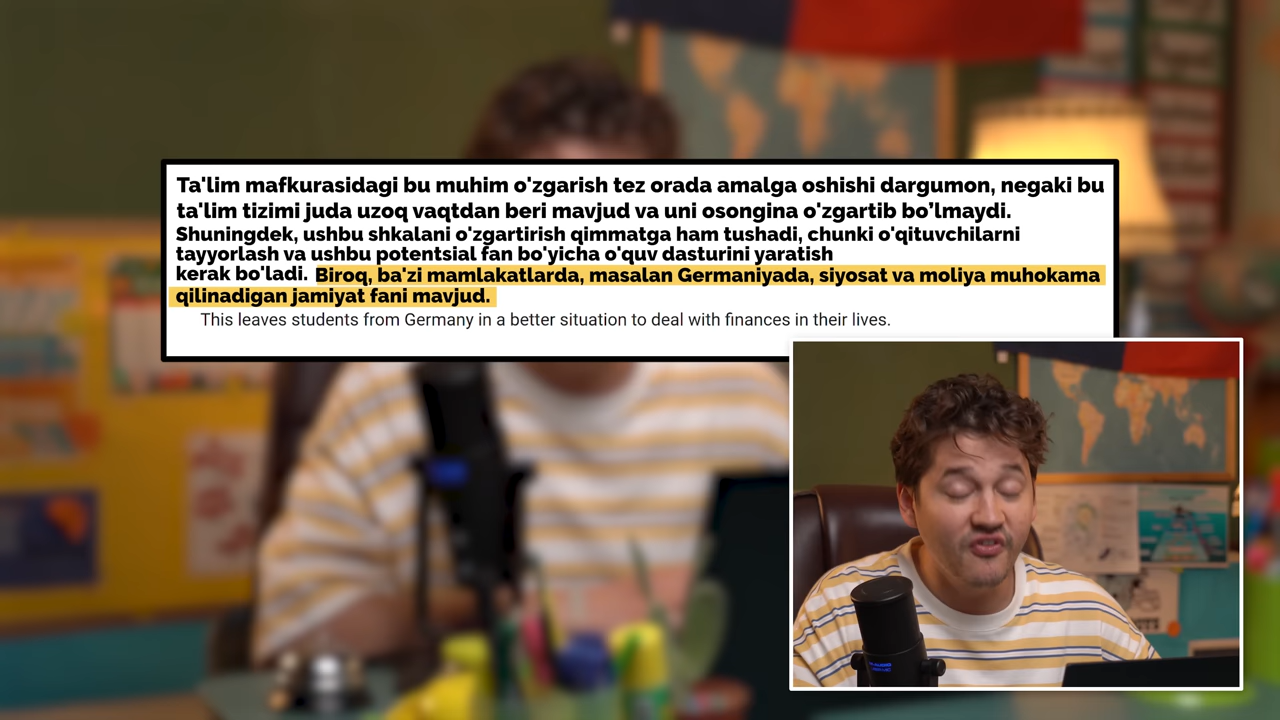 Ta'lim mafkurasidagi bu muhim o'zgarish tez orada amalga oshishi dargumon, negaki bu
ta'lim tizimi juda uzoq vaqtdan beri mavjud va uni osongina o'zgartib bo’lmaydi.
Shuningdek, ushbu shkalani o'zgartirish qimmatga ham tushadi, chunki o'qituvchilarni
tayyorlash va ushbu potentsial fan bo'yicha o'quv dasturini yaratish
kerak bo'ladi. Biroq, ba'zi mamlakatlarda, masalan Germaniyada, siyosat va moliya muhokama
qilinadigan jamiyat fani mavjud.
This leaves students from Germany in a better situation to deal with finances in their lives.